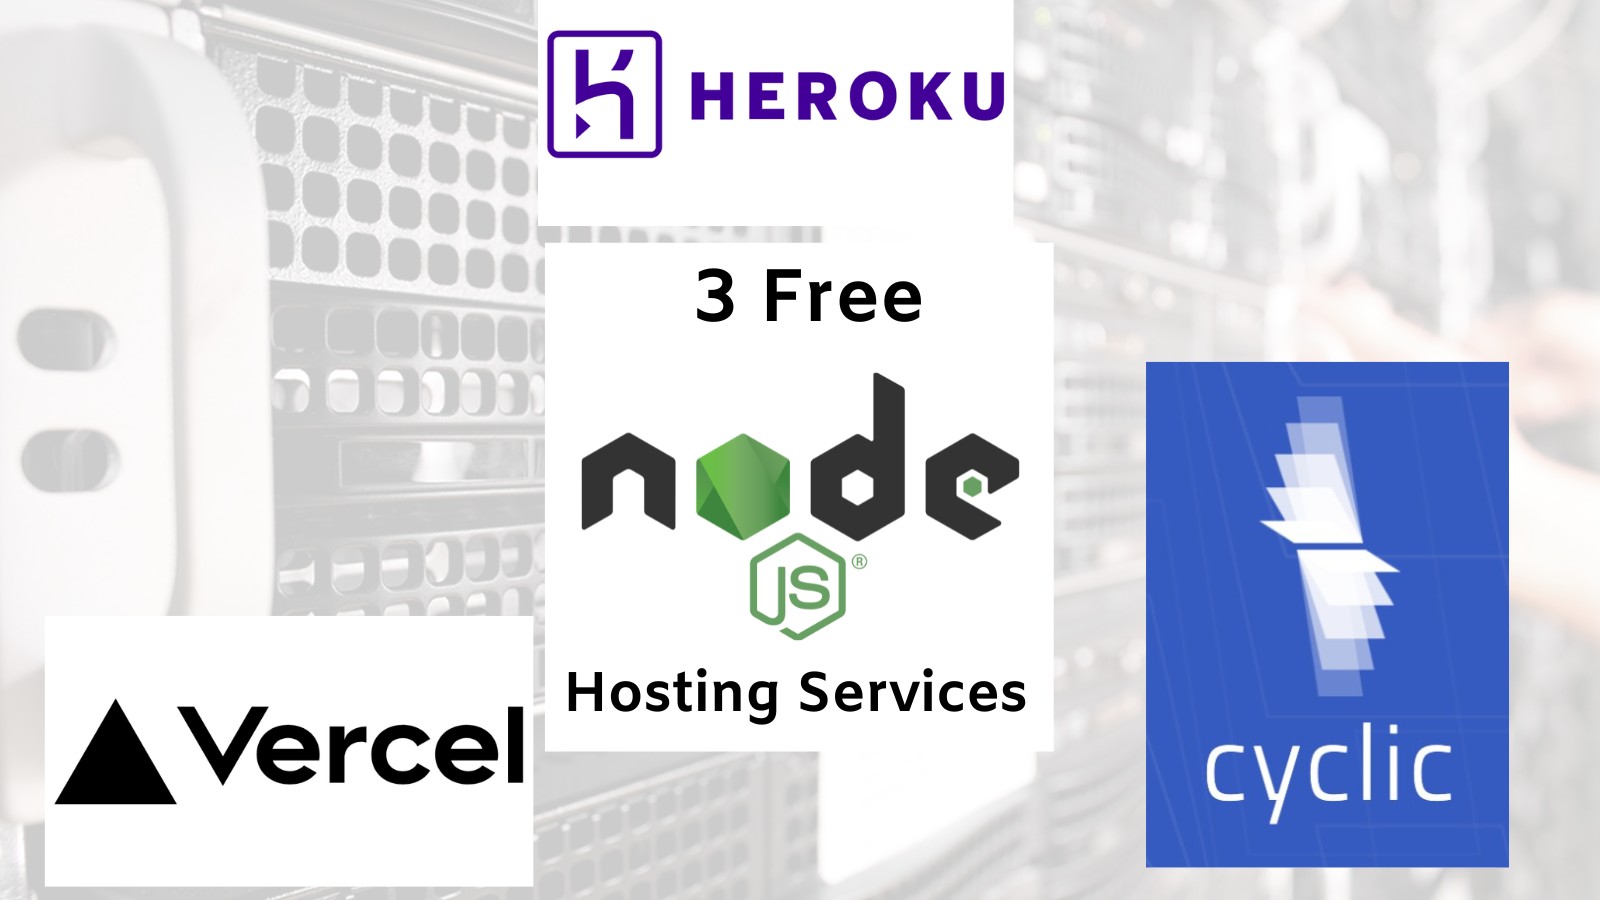 HEROKU
3 Free
node
JS®
Hosting Services
Vercel
cyclic